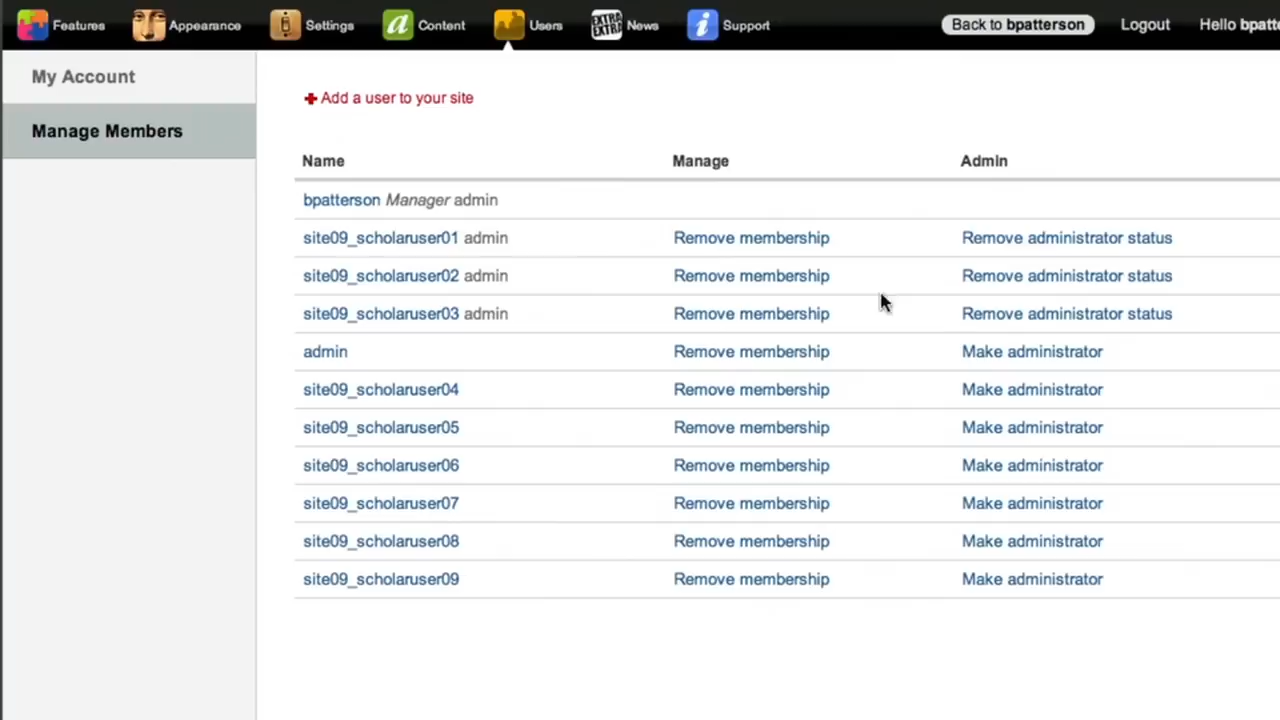 Features Appearance Settings Content Users EXTRA EXTRA News Support Back to bpatterson Logout Hello bpatt
My Account
Manage Members
Add a user to your site
Name Manage Admin
bpatterson Manager admin
site09_scholaruser01 admin Remove membership Remove administrator status
site09_scholaruser02 admin Remove membership Remove administrator status
site09_scholaruser03 admin Remove membership Remove administrator status
admin Remove membership Make administrator
site09_scholaruser04 Remove membership Make administrator
site09_scholaruser05 Remove membership Make administrator
site09_scholaruser06 Remove membership Make administrator
site09_scholaruser07 Remove membership Make administrator
site09_scholaruser08 Remove membership Make administrator
site09_scholaruser09 Remove membership Make administrator